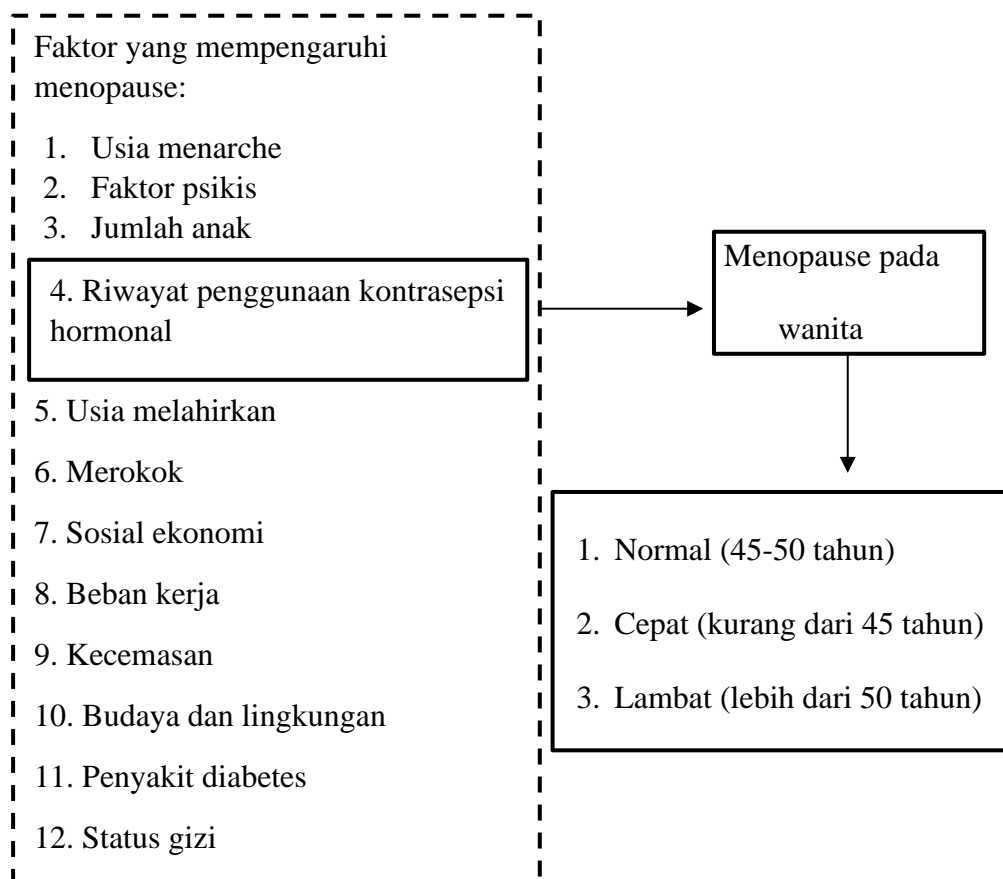 Faktor yang mempengaruhi
menopause:
1. Usia menarche
2. Faktor psikis
3. Jumlah anak
4. Riwayat penggunaan kontrasepsi
hormonal
5. Usia melahirkan
6. Merokok
7. Sosial ekonomi
8. Beban kerja
9. Kecemasan
10. Budaya dan lingkungan
11. Penyakit diabetes
12. Status gizi
Menopause pada
wanita
1. Normal (45-50 tahun)
2. Cepat (kurang dari 45 tahun)
3. Lambat (lebih dari 50 tahun)